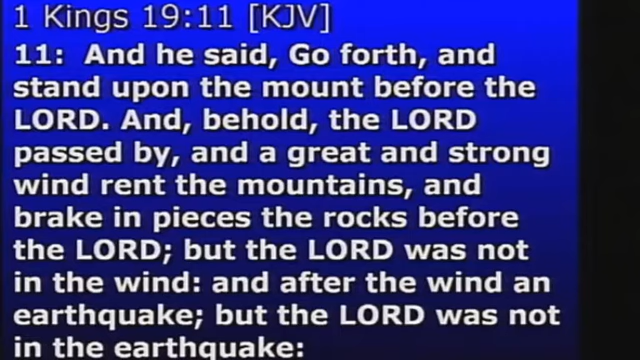 1 Kings 19:11 [KJV]
11:  And he said, Go forth, and
stand upon the mount before the
LORD. And, behold, the LORD
passed by, and a great and strong
wind rent the mountains, and
brake in pieces the rocks before
the LORD; but the LORD was not
in the wind: and after the wind an
earthquake; but the LORD was not
in the earthquake: